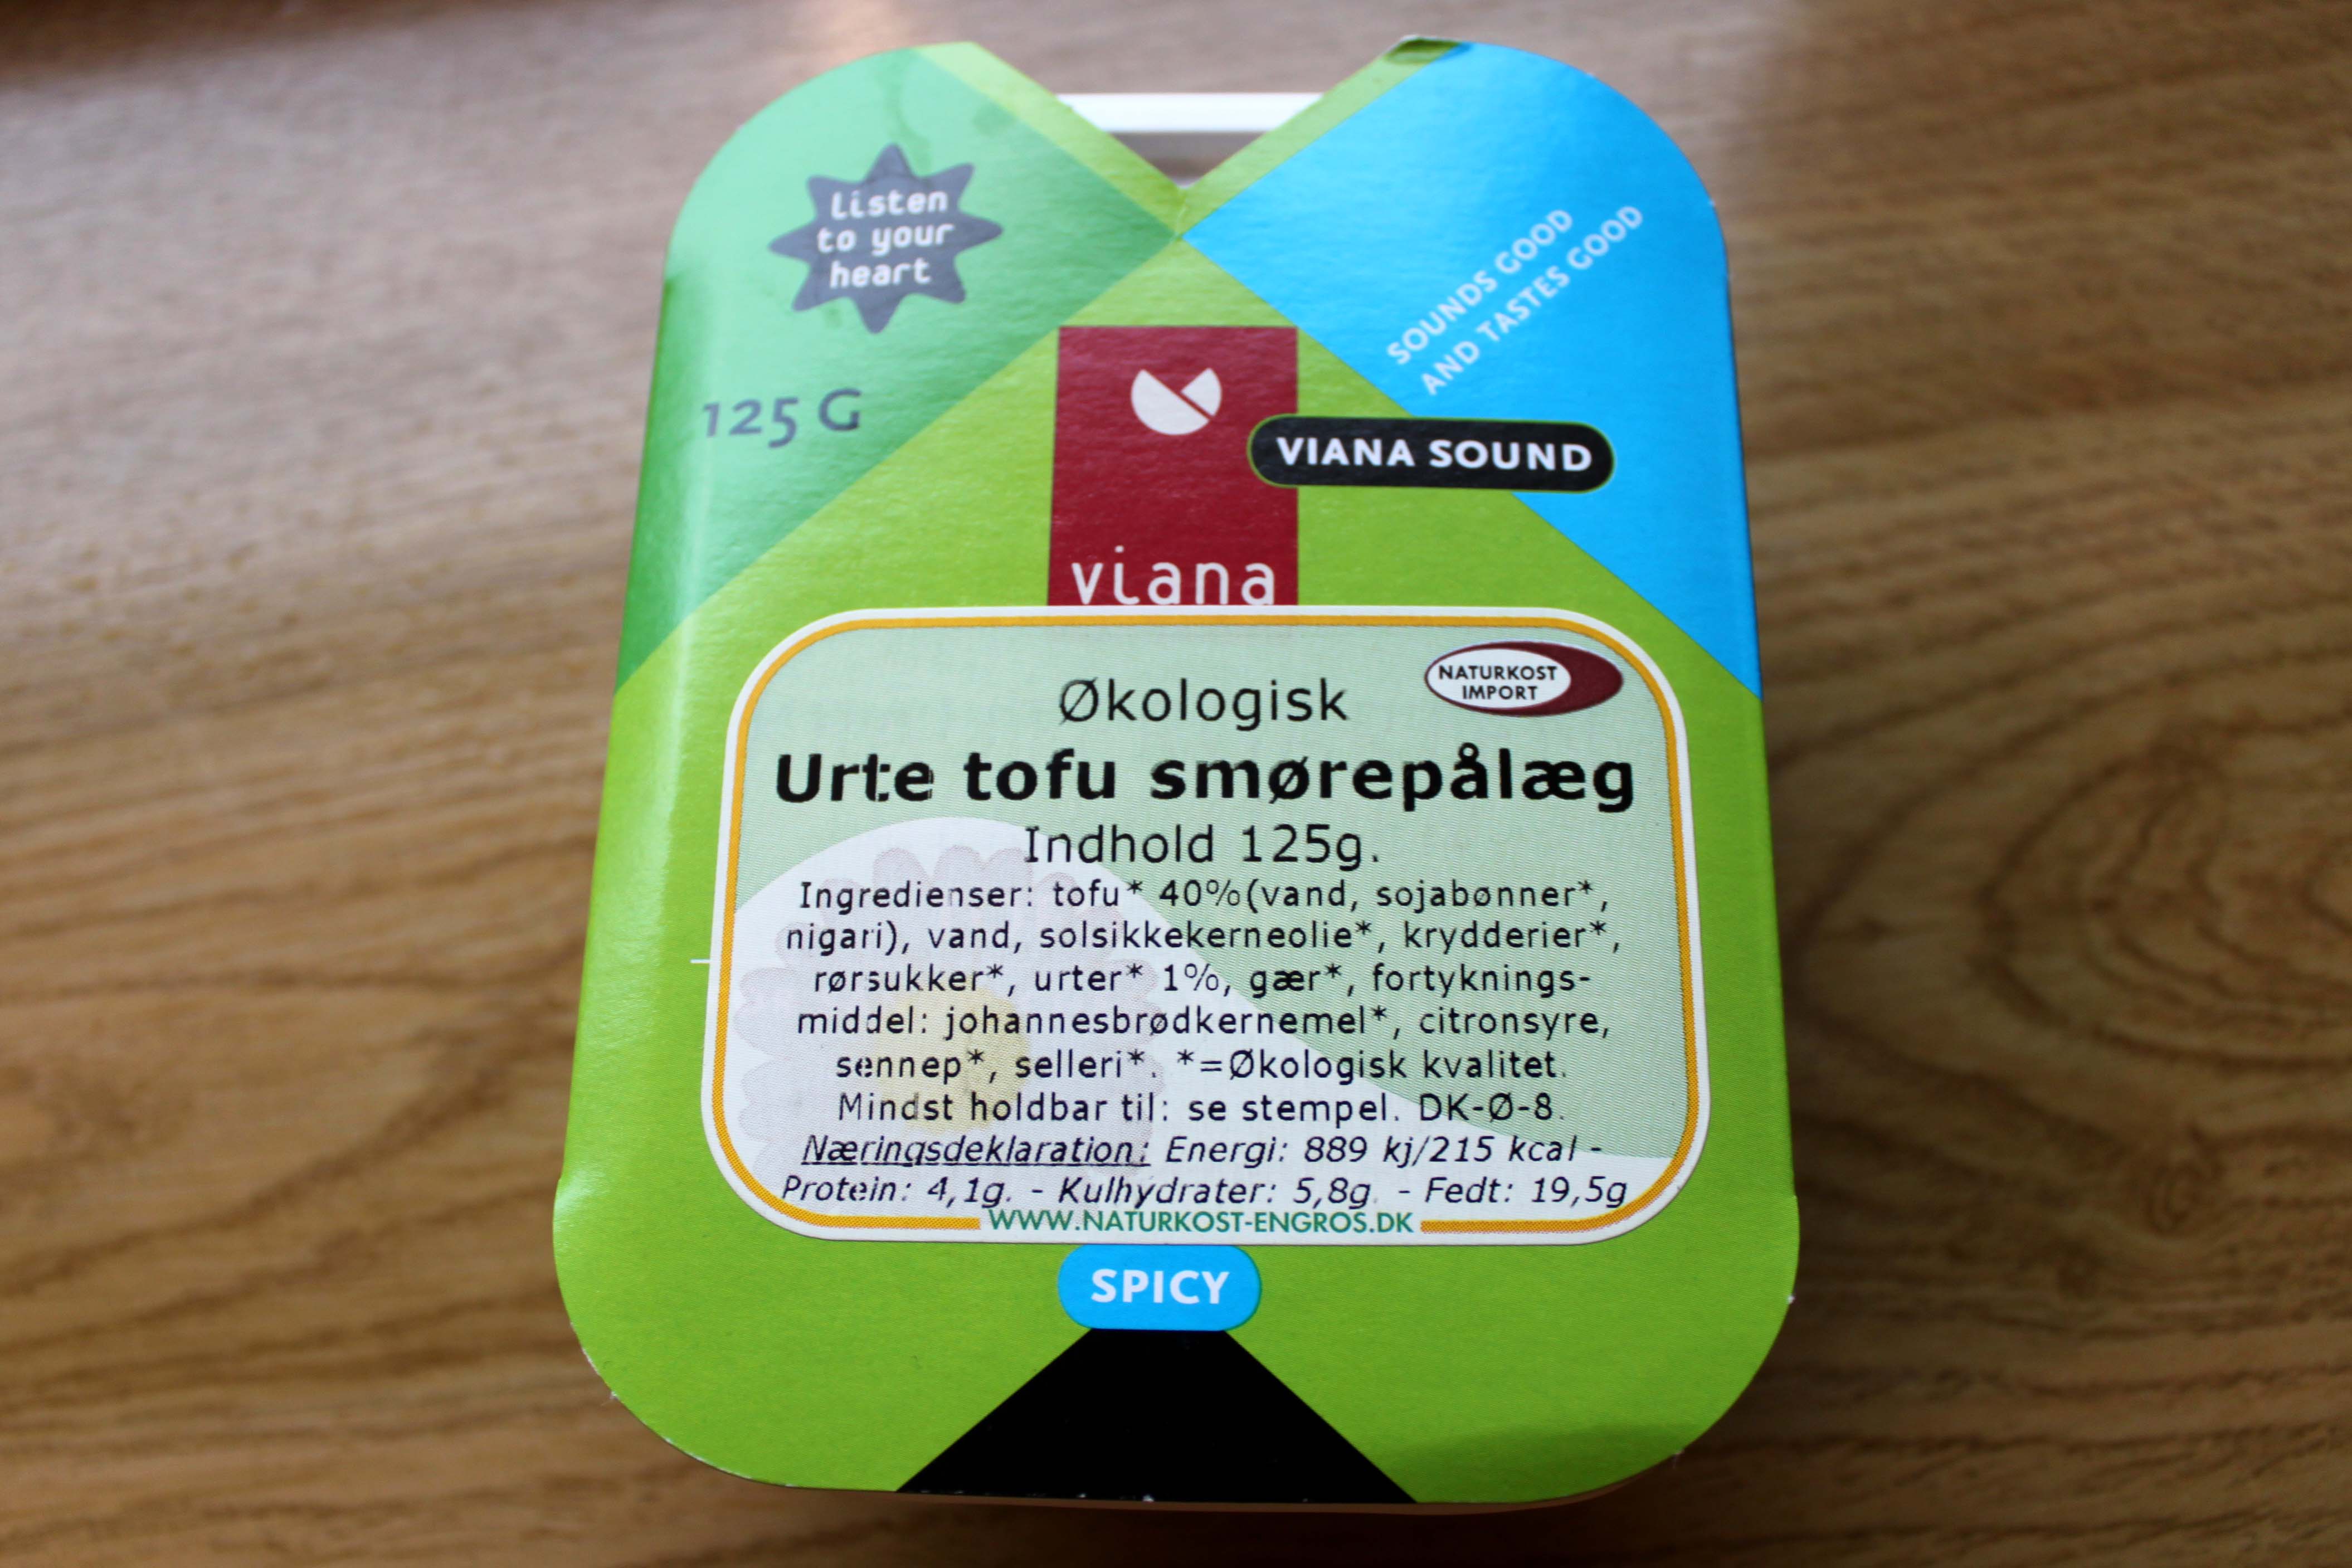 Listen
to your
heart
125 G
SOUNDS GOOD
AND TASTES GOOD
VIANA SOUND
viana
NATURKOST
IMPORT
Økologisk
Urte tofu smørepålæg
Indhold 125g.
Ingredienser: tofu* 40%(vand, sojabønner*,
nigari), vand, solsikkekerneolie*, krydderier*,
rørsukker*, urter* 1%, gær*, fortyknings-
middel: johannesbrødkernemel*, citronsyre,
sennep*, selleri*. *=Økologisk kvalitet.
Mindst holdbar til: se stempel. DK-Ø-8.
Næringsdeklaration: Energi: 889 kj/215 kcal -
Protein: 4,1g. - Kulhydrater: 5,8g. - Fedt: 19,5g
WWW.NATURKOST-ENGROS.DK
SPICY